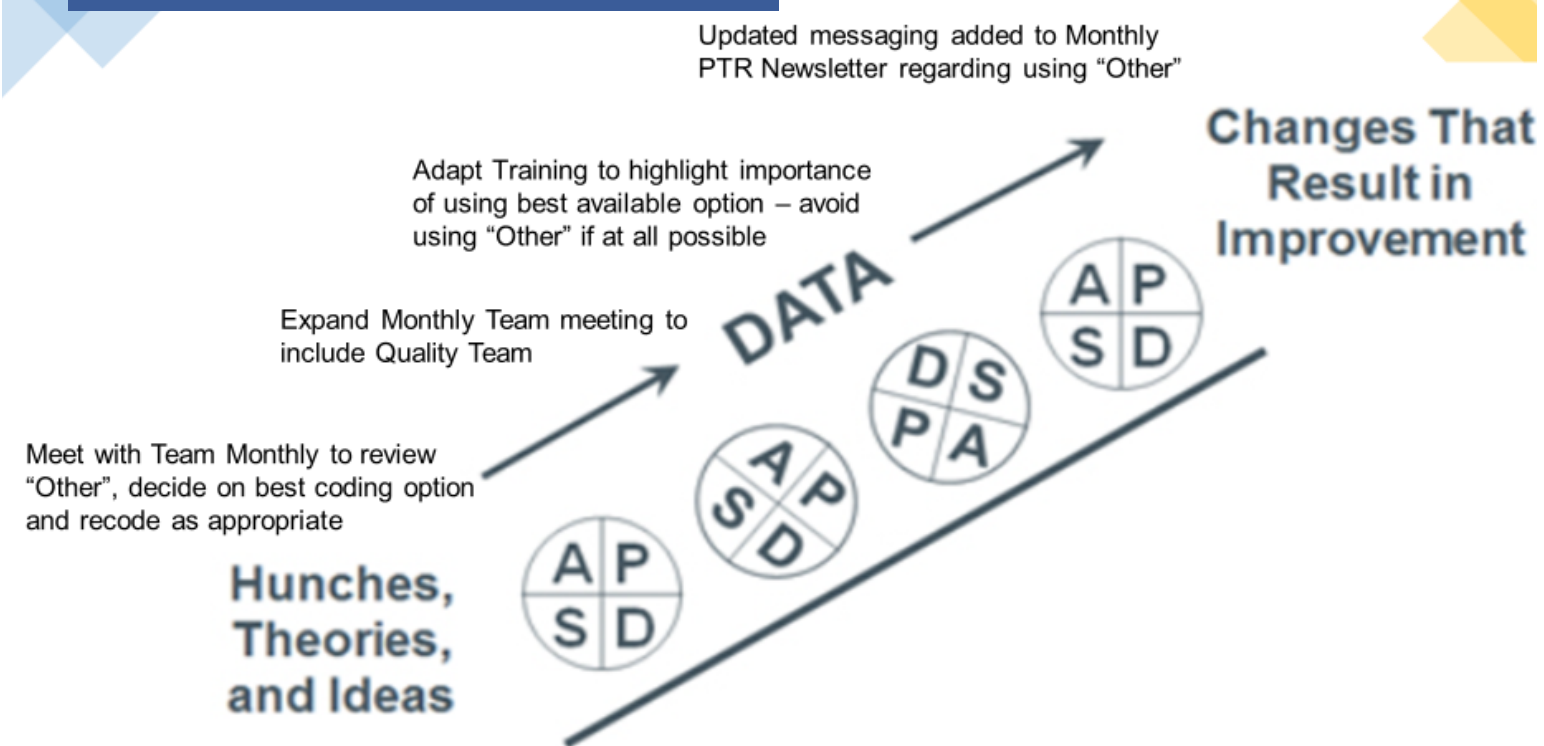 Updated messaging added to Monthly
PTR Newsletter regarding using “Other”
Changes That
Result in
Improvement
Adapt Training to highlight importance
of using best available option – avoid
using “Other” if at all possible
DATA
Expand Monthly Team meeting to
include Quality Team
Meet with Team Monthly to review
“Other”, decide on best coding option
and recode as appropriate
Hunches,
Theories,
and Ideas
A P
S D
A P
S D
D S
P A
A P
S D